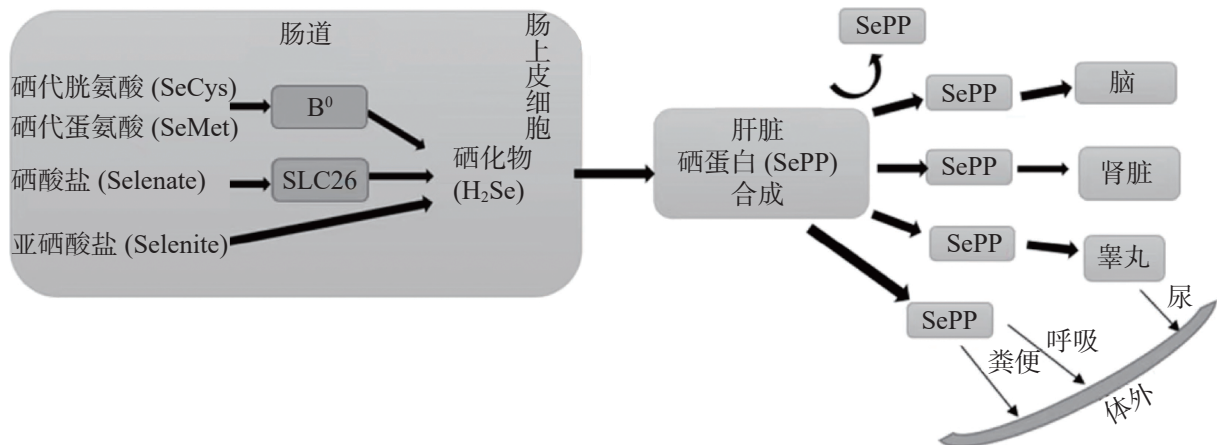 肠道
肠上皮细胞
硒代胱氨酸 (SeCys)
硒代蛋氨酸 (SeMet)
B⁰
硒酸盐 (Selenate)
SLC26
亚硒酸盐 (Selenite)
硒化物
(H₂Se)
肝脏
硒蛋白 (SePP)
合成
SePP
SePP
脑
SePP
肾脏
SePP
睾丸
SePP
尿
呼吸
粪便
体外